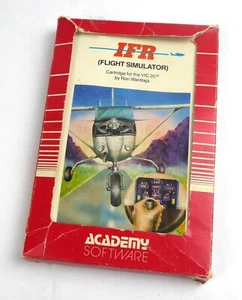 IFR
(FLIGHT SIMULATOR)
Cartridge for the VIC 20™
by Ron Wanttaja
ACADEMY
SOFTWARE